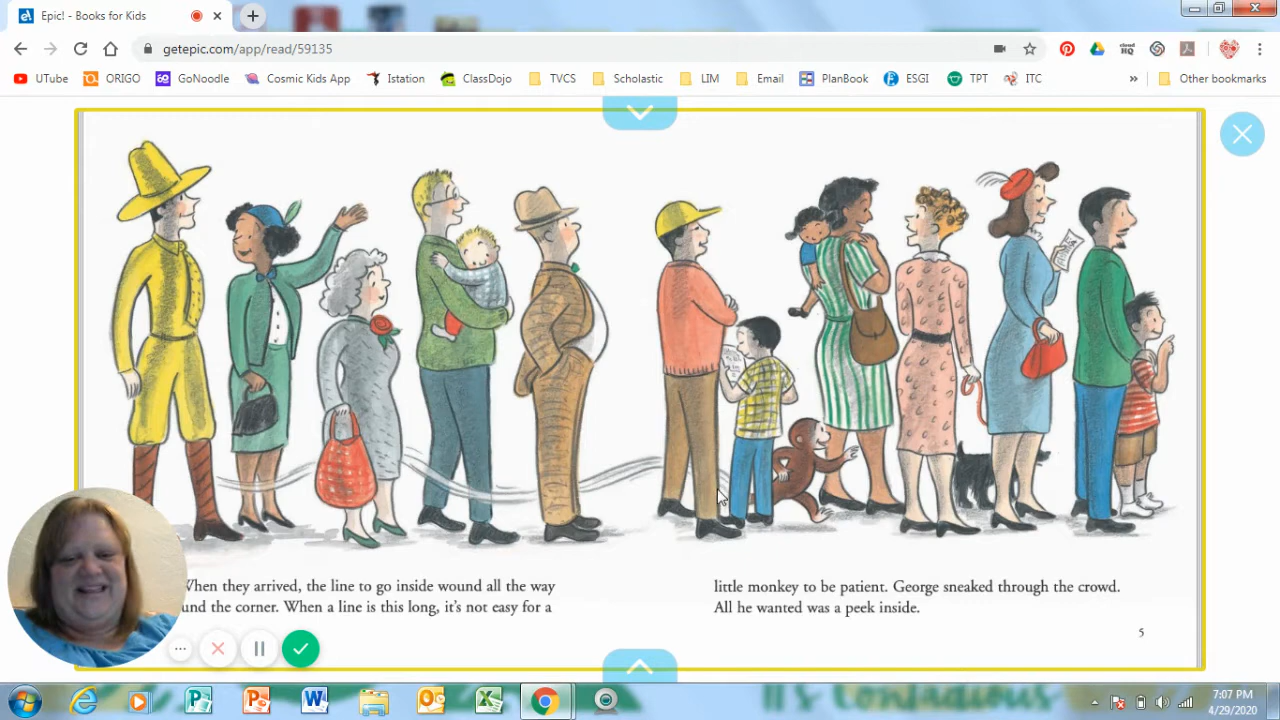 Epic! - Books for Kids
getepic.com/app/read/59135
cloud HQ
UTube ORIGO GoNoodle Cosmic Kids App Istation ClassDojo TVCS Scholastic LIM Email PlanBook ESGI TPT ITC » Other bookmarks
When they arrived, the line to go inside wound all the way
und the corner. When a line is this long, it's not easy for a
little monkey to be patient. George sneaked through the crowd.
All he wanted was a peek inside.
5
7:07 PM
4/29/2020